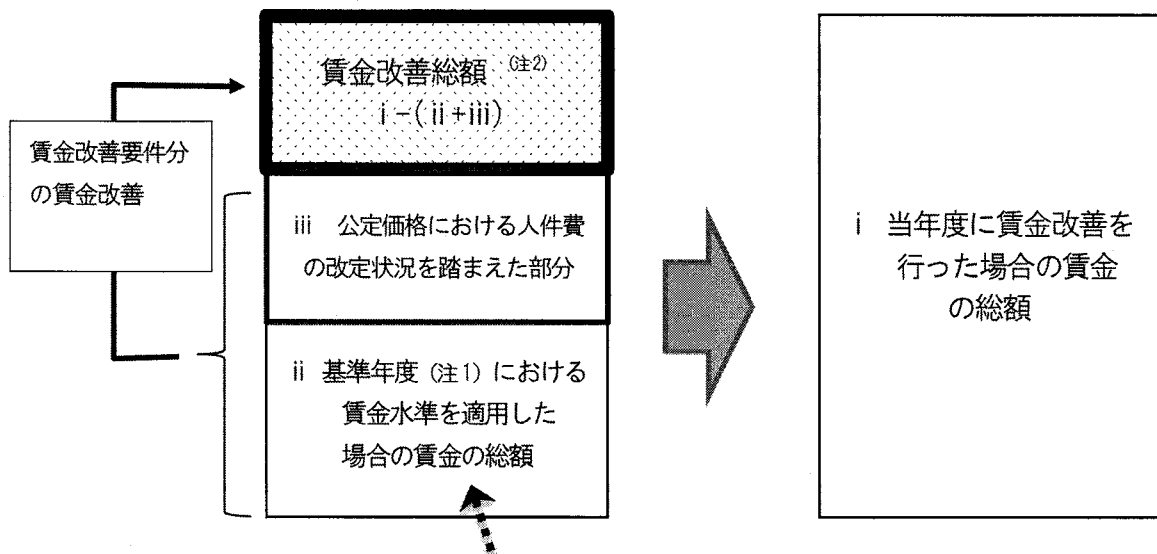 賃金改善総額 (注2)
i-(ii+iii)
賃金改善要件分
の賃金改善
iii 公定価格における人件費
の改定状況を踏まえた部分
ii 基準年度(注1)における
賃金水準を適用した
場合の賃金の総額
i 当年度に賃金改善を
行った場合の賃金
の総額